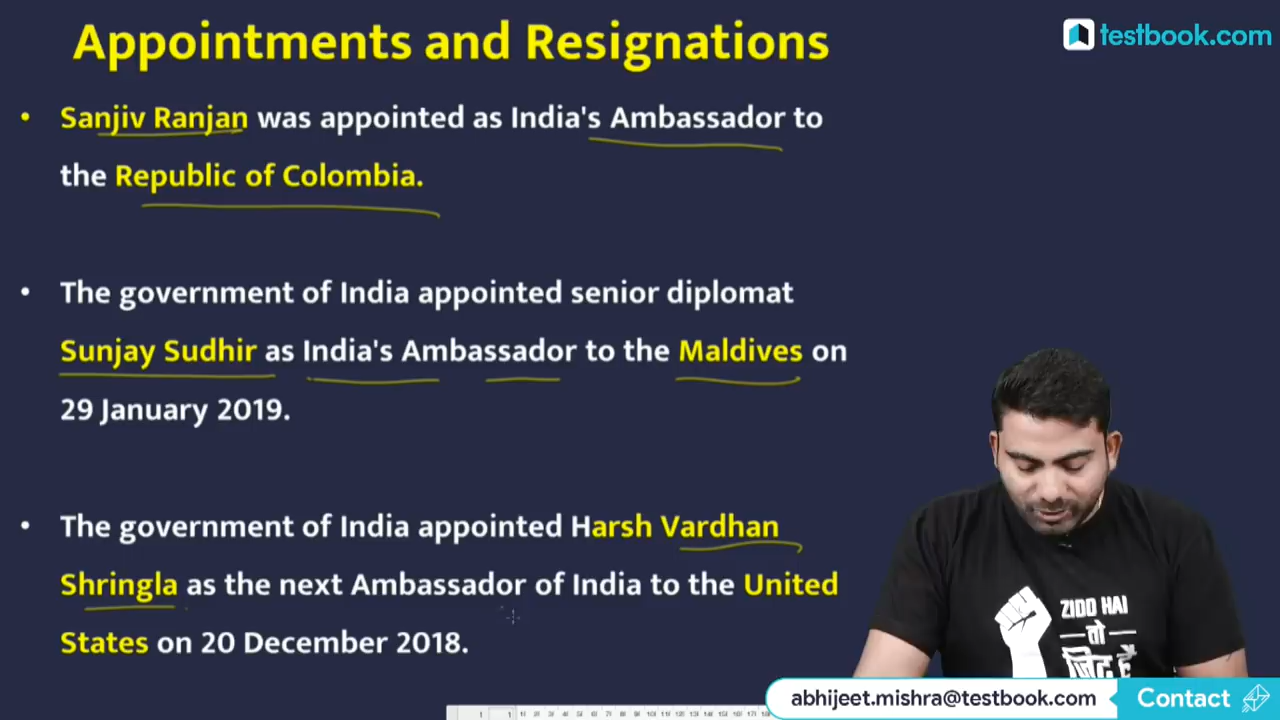 Appointments and Resignations
testbook.com
• Sanjiv Ranjan was appointed as India's Ambassador to
the Republic of Colombia.
• The government of India appointed senior diplomat
Sunjay Sudhir as India's Ambassador to the Maldives on
29 January 2019.
• The government of India appointed Harsh Vardhan
Shringla as the next Ambassador of India to the United
States on 20 December 2018.
ZIDD HAI
तो
ज़िद है
abhijeet.mishra@testbook.com Contact